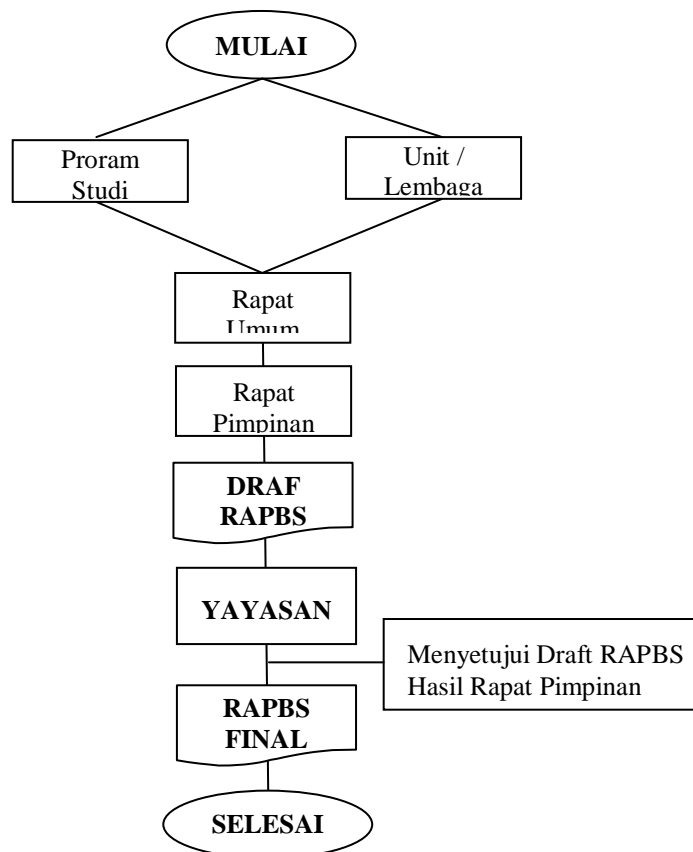 MULAI
Proram
Studi
Unit /
Lembaga
Rapat
Umum
Rapat
Pimpinan
DRAF
RAPBS
YAYASAN
Menyetujui Draft RAPBS
Hasil Rapat Pimpinan
RAPBS
FINAL
SELESAI